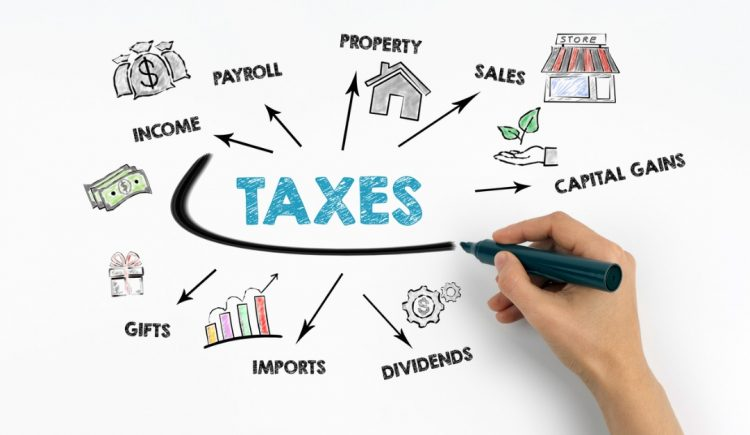 PROPERTY
STORE
PAYROLL
SALES
INCOME
TAXES
CAPITAL GAINS
GIFTS
IMPORTS
DIVIDENDS
$
$
$